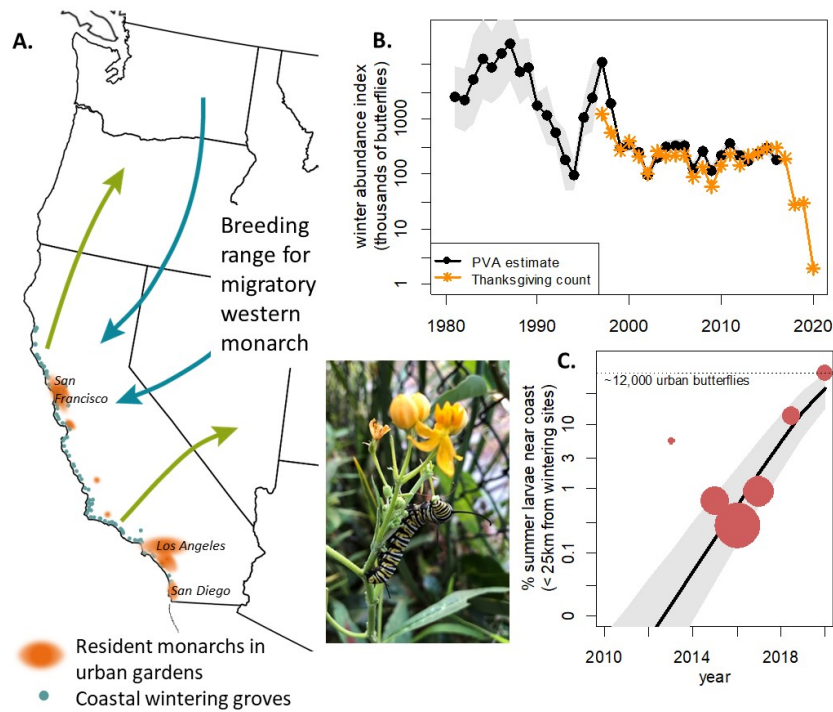 A.
Breeding
range for
migratory
western
monarch
San
Francisco
Los Angeles
San Diego
Resident monarchs in
urban gardens
Coastal wintering groves
B.
winter abundance index
(thousands of butterflies)
1000
100
10
1
PVA estimate
Thanksgiving count
1980 1990 2000 2010 2020
C.
~12,000 urban butterflies
% summer larvae near coast
(< 25km from wintering sites)
10
3
1
0.1
0
2010 2014 2018
year